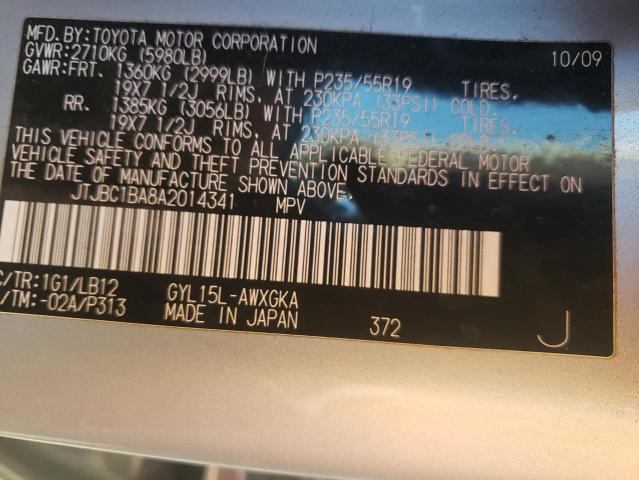 MFD.BY:TOYOTA MOTOR CORPORATION 10/09
GVWR:2710KG (5980LB)
GAWR:FRT. 1360KG (2999LB) WITH P235/55R19 TIRES,
19X7 1/2J RIMS, AT 230KPA (33PSI) COLD.
RR. 1385KG (3056LB) WITH P235/55R19 TIRES,
19X7 1/2J RIMS, AT 230KPA (33PSI) COLD.
THIS VEHICLE CONFORMS TO ALL APPLICABLE FEDERAL MOTOR
VEHICLE SAFETY AND THEFT PREVENTION STANDARDS IN EFFECT ON
THE DATE OF MANUFACTURE SHOWN ABOVE.
JTJBC1BA8A2014341 MPV
C/TR:1G1/LB12 GYL15L-AWXGKA
/TM:-02A/P313 MADE IN JAPAN 372 J